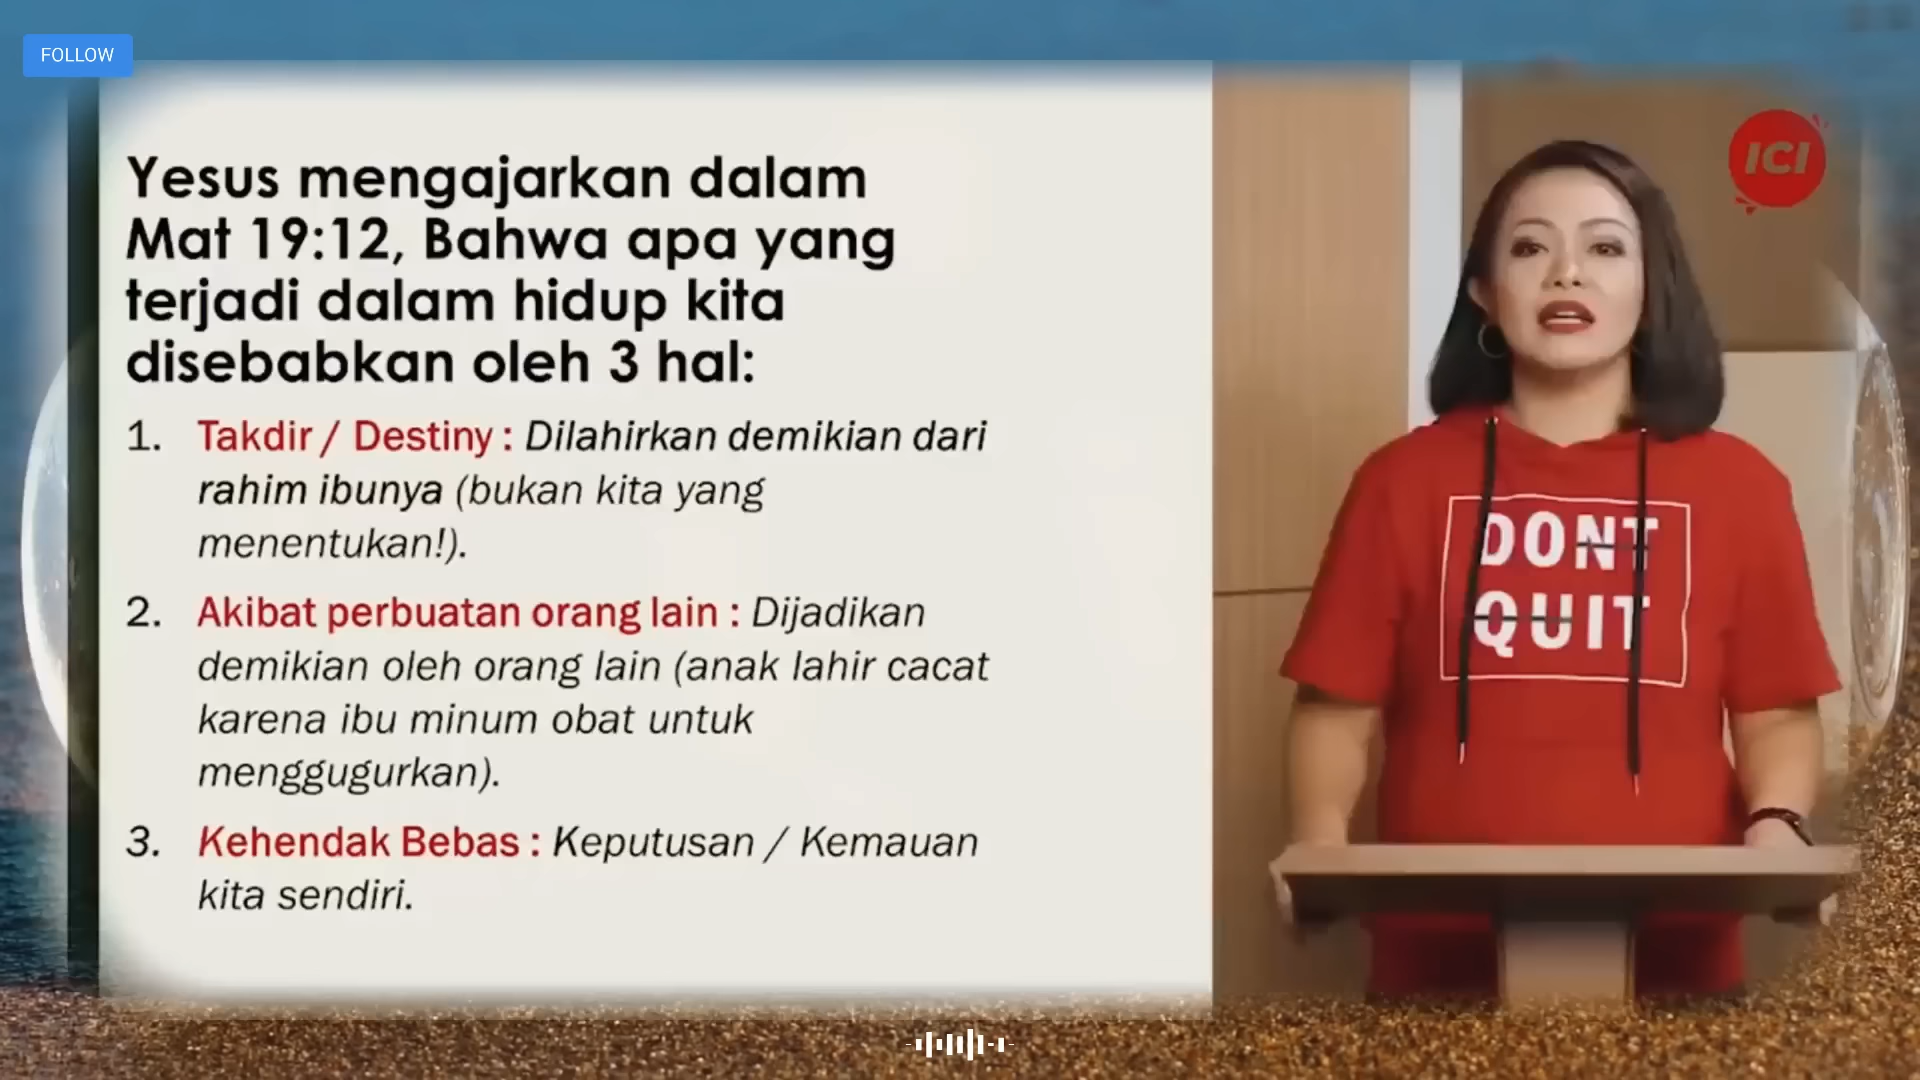 FOLLOW
Yesus mengajarkan dalam
Mat 19:12, Bahwa apa yang
terjadi dalam hidup kita
disebabkan oleh 3 hal:
1. Takdir / Destiny : Dilahirkan demikian dari
rahim ibunya (bukan kita yang
menentukan!).
2. Akibat perbuatan orang lain : Dijadikan
demikian oleh orang lain (anak lahir cacat
karena ibu minum obat untuk
menggugurkan).
3. Kehendak Bebas : Keputusan / Kemauan
kita sendiri.
ICI
DONT
QUIT